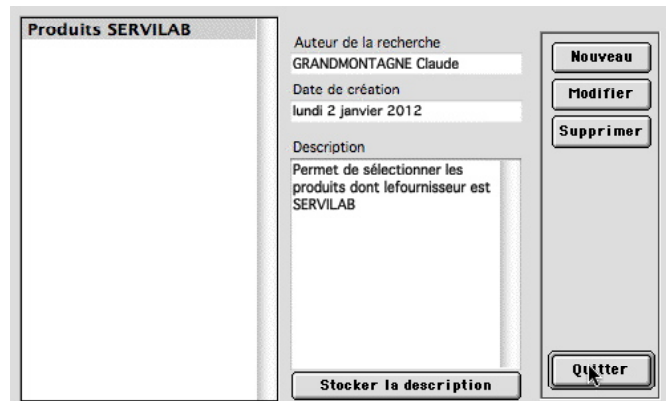 Produits SERVILAB
Auteur de la recherche
GRANDMONTAGNE Claude
Date de création
lundi 2 janvier 2012
Description
Permet de sélectionner les
produits dont lefournisseur est
SERVILAB
Stocker la description
Nouveau
Modifier
Supprimer
Quitter